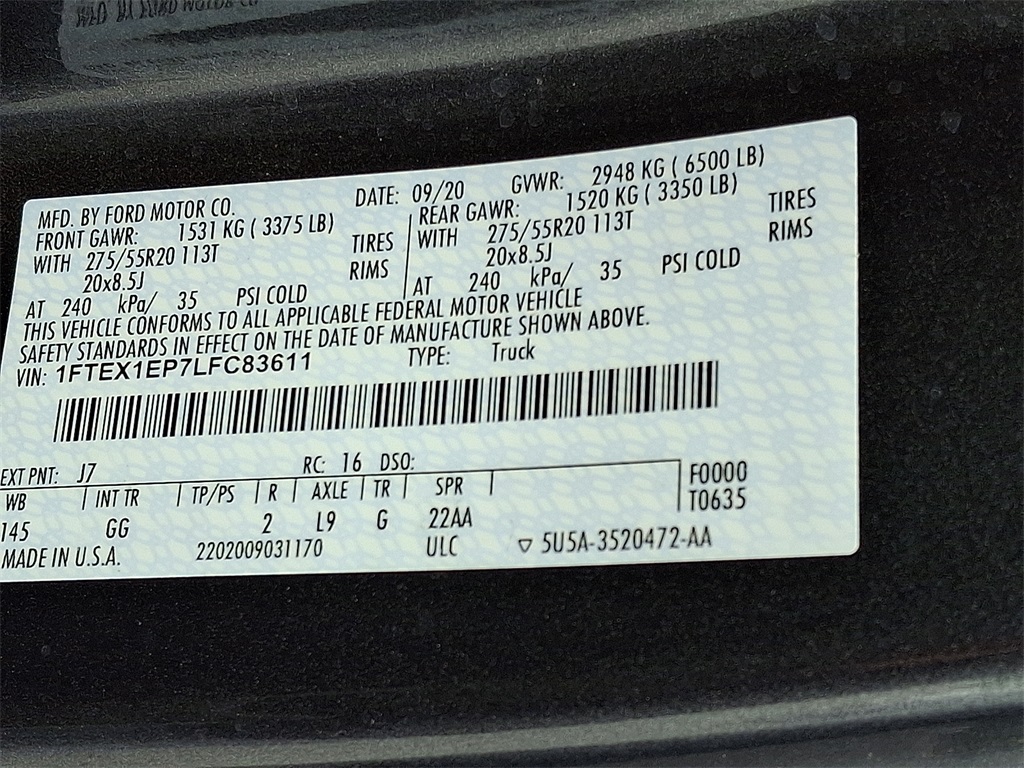 MFD. BY FORD MOTOR CO.
DATE: 09/20 GVWR: 2948 KG ( 6500 LB)
FRONT GAWR: 1531 KG ( 3375 LB) REAR GAWR: 1520 KG ( 3350 LB)
WITH 275/55R20 113T TIRES WITH 275/55R20 113T TIRES
20x8.5J RIMS 20x8.5J RIMS
AT 240 kPa/ 35 PSI COLD AT 240 kPa/ 35 PSI COLD
THIS VEHICLE CONFORMS TO ALL APPLICABLE FEDERAL MOTOR VEHICLE
SAFETY STANDARDS IN EFFECT ON THE DATE OF MANUFACTURE SHOWN ABOVE.
VIN: 1FTEX1EP7LFC83611 TYPE: Truck
EXT PNT: J7 RC: 16 DSO: F0000
WB INT TR TP/PS R AXLE TR SPR T0635
145 GG 2 L9 G 22AA
MADE IN U.S.A. 2202009031170 ULC ▽ 5U5A-3520472-AA